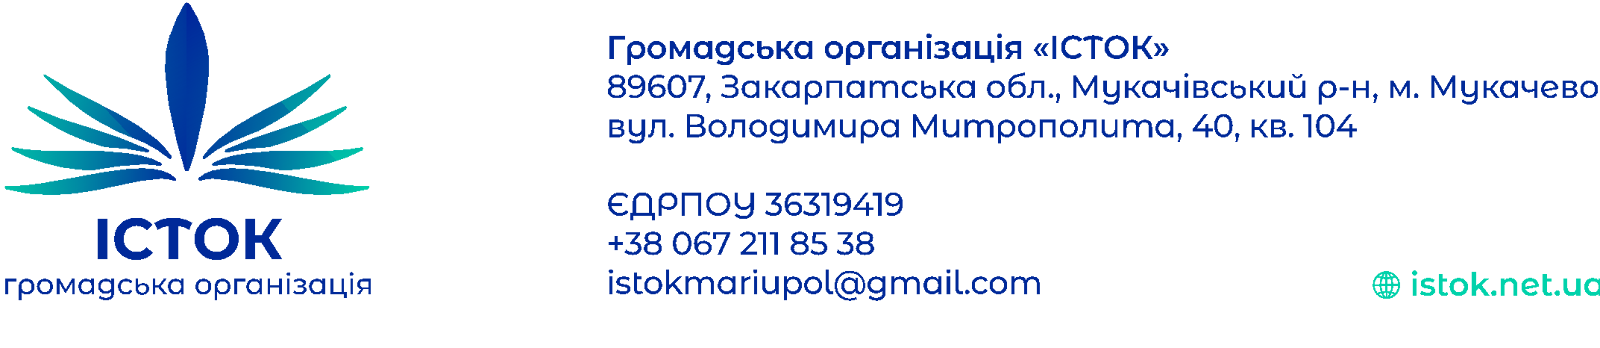 ІСТОК
громадська організація
Громадська організація «ІСТОК»
89607, Закарпатська обл., Мукачівський р-н, м. Мукачево
вул. Володимира Митрополита, 40, кв. 104
ЄДРПОУ 36319419
+38 067 211 85 38
istokmariupol@gmail.com
istok.net.ua